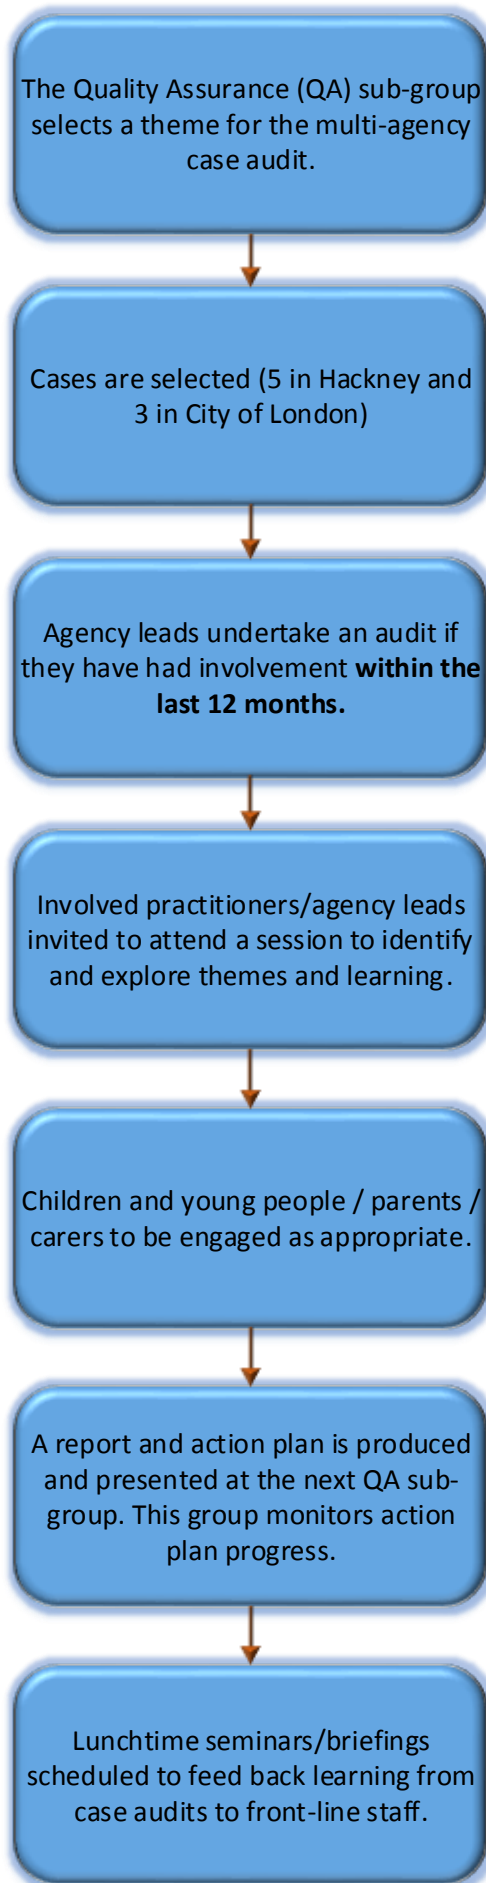 The Quality Assurance (QA) sub-group
selects a theme for the multi-agency
case audit.
Cases are selected (5 in Hackney and
3 in City of London)
Agency leads undertake an audit if
they have had involvement within the
last 12 months.
Involved practitioners/agency leads
invited to attend a session to identify
and explore themes and learning.
Children and young people / parents /
carers to be engaged as appropriate.
A report and action plan is produced
and presented at the next QA sub-
group. This group monitors action
plan progress.
Lunchtime seminars/briefings
scheduled to feed back learning from
case audits to front-line staff.